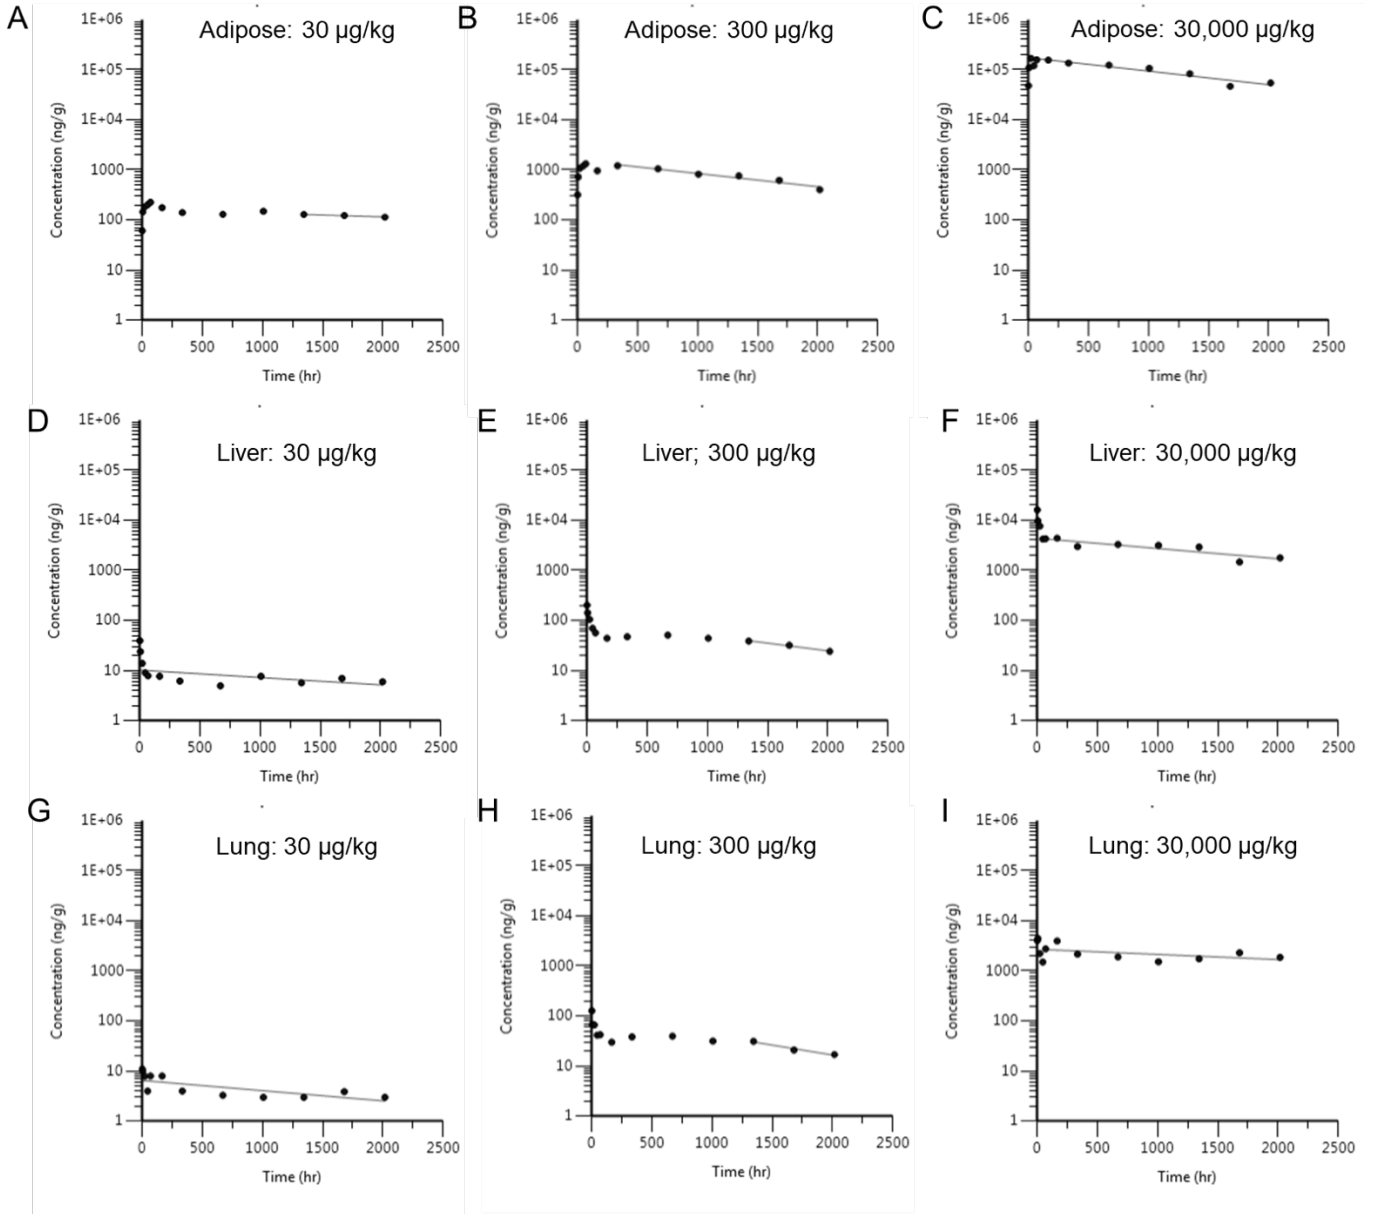 A
Adipose: 30 µg/kg
1E+06
1E+05
1E+04
1000
100
10
1
Concentration (ng/g)
0 500 1000 1500 2000 2500
Time (hr)
B
Adipose: 300 µg/kg
1E+06
1E+05
1E+04
1000
100
10
1
Concentration (ng/g)
0 500 1000 1500 2000 2500
Time (hr)
C
Adipose: 30,000 µg/kg
1E+06
1E+05
1E+04
1000
100
10
1
Concentration (ng/g)
0 500 1000 1500 2000 2500
Time (hr)
D
Liver: 30 µg/kg
1E+06
1E+05
1E+04
1000
100
10
1
Concentration (ng/g)
0 500 1000 1500 2000 2500
Time (hr)
E
Liver; 300 µg/kg
1E+06
1E+05
1E+04
1000
100
10
1
Concentration (ng/g)
0 500 1000 1500 2000 2500
Time (hr)
F
Liver: 30,000 µg/kg
1E+06
1E+05
1E+04
1000
100
10
1
Concentration (ng/g)
0 500 1000 1500 2000 2500
Time (hr)
G
Lung: 30 µg/kg
1E+06
1E+05
1E+04
1000
100
10
1
Concentration (ng/g)
0 500 1000 1500 2000 2500
Time (hr)
H
Lung: 300 µg/kg
1E+06
1E+05
1E+04
1000
100
10
1
Concentration (ng/g)
0 500 1000 1500 2000 2500
Time (hr)
I
Lung: 30,000 µg/kg
1E+06
1E+05
1E+04
1000
100
10
1
Concentration (ng/g)
0 500 1000 1500 2000 2500
Time (hr)